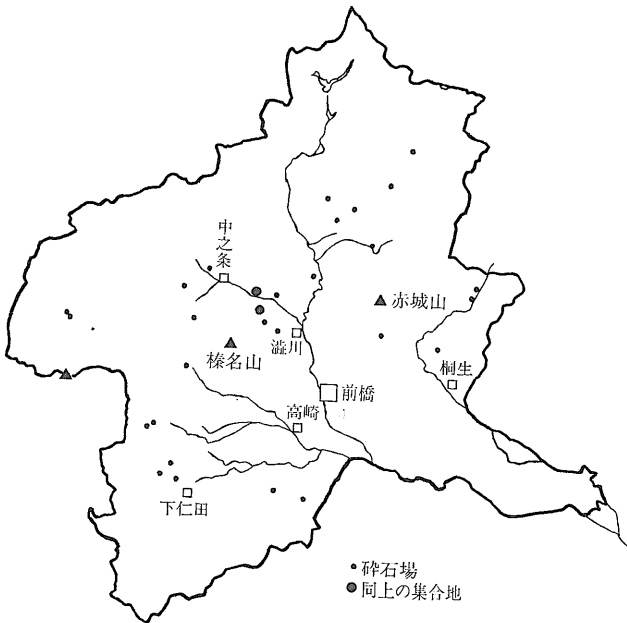 中之条
赤城山
澁川
榛名山
桐生
前橋
高崎
下仁田
砕石場
同上の集合地